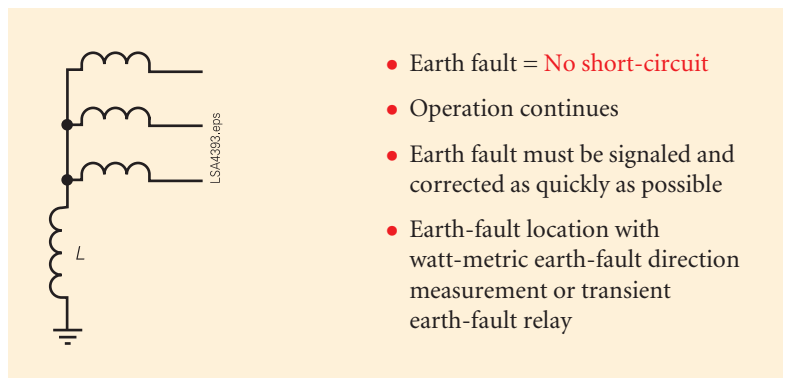 Earth fault = No short-circuit
Operation continues
Earth fault must be signaled and
corrected as quickly as possible
Earth-fault location with
watt-metric earth-fault direction
measurement or transient
earth-fault relay
LSA4393.eps
L